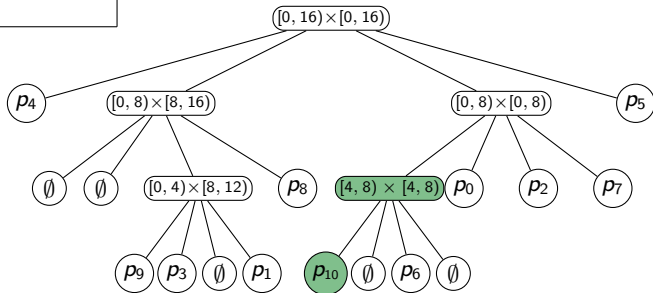 [0, 16)×[0, 16)
p4 [0, 8)×[8, 16) [0, 8)×[0, 8) p5
∅ ∅ [0, 4)×[8, 12) p8 [4, 8) × [4, 8) p0 p2 p7
p9 p3 ∅ p1 p10 ∅ p6 ∅